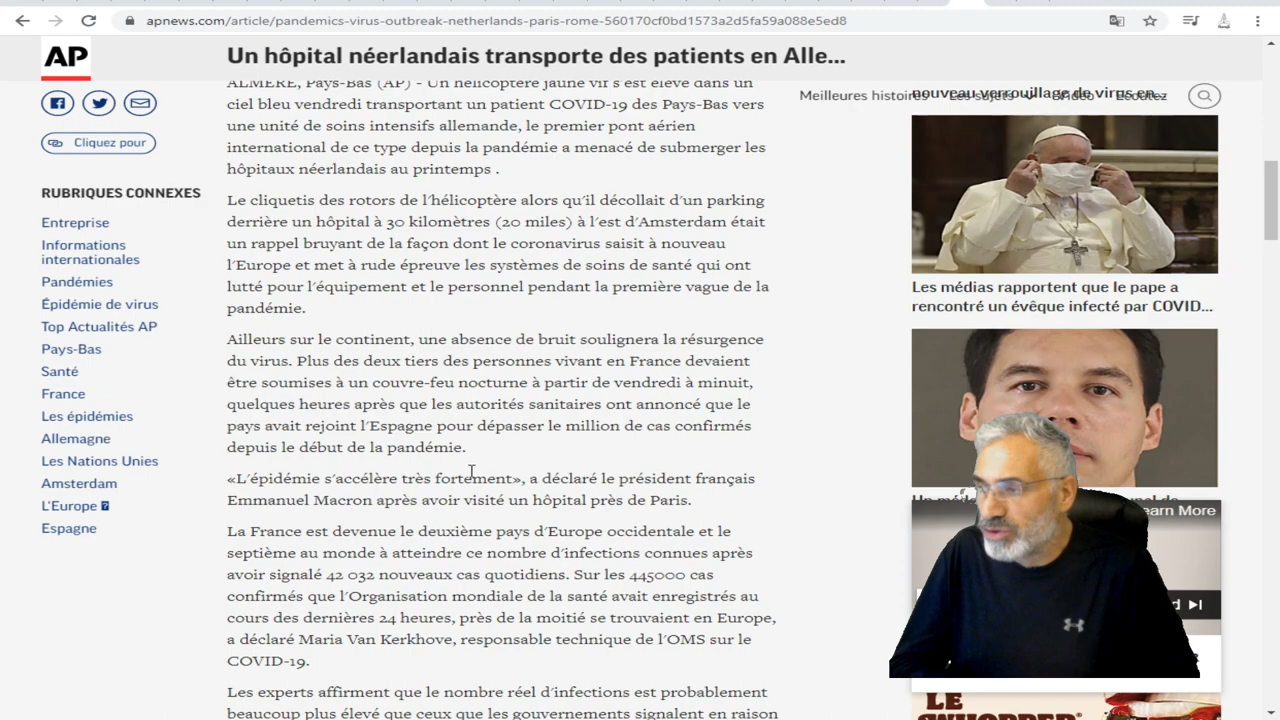 apnews.com/article/pandemics-virus-outbreak-netherlands-paris-rome-560170cf0bd1573a2d5fa59a088e5ed8
AP
Un hôpital néerlandais transporte des patients en Alle...
Meilleures histoires
Les sujets
Vidéo
Écoutez
Cliquez pour
RUBRIQUES CONNEXES
Entreprise
Informations
internationales
Pandémies
Épidémie de virus
Top Actualités AP
Pays-Bas
Santé
France
Les épidémies
Allemagne
Les Nations Unies
Amsterdam
L'Europe
Espagne
ALMERE, Pays-Bas (AP) - Un hélicoptère jaune vif s'est élevé dans un
ciel bleu vendredi transportant un patient COVID-19 des Pays-Bas vers
une unité de soins intensifs allemande, le premier pont aérien
international de ce type depuis la pandémie a menacé de submerger les
hôpitaux néerlandais au printemps .
Le cliquetis des rotors de l'hélicoptère alors qu'il décollait d'un parking
derrière un hôpital à 30 kilomètres (20 miles) à l'est d'Amsterdam était
un rappel bruyant de la façon dont le coronavirus saisit à nouveau
l'Europe et met à rude épreuve les systèmes de soins de santé qui ont
lutté pour l'équipement et le personnel pendant la première vague de la
pandémie.
Ailleurs sur le continent, une absence de bruit soulignera la résurgence
du virus. Plus des deux tiers des personnes vivant en France devaient
être soumises à un couvre-feu nocturne à partir de vendredi à minuit,
quelques heures après que les autorités sanitaires ont annoncé que le
pays avait rejoint l'Espagne pour dépasser le million de cas confirmés
depuis le début de la pandémie.
«L'épidémie s'accélère très fortement», a déclaré le président français
Emmanuel Macron après avoir visité un hôpital près de Paris.
La France est devenue le deuxième pays d'Europe occidentale et le
septième au monde à atteindre ce nombre d'infections connues après
avoir signalé 42 032 nouveaux cas quotidiens. Sur les 445000 cas
confirmés que l'Organisation mondiale de la santé avait enregistrés au
cours des dernières 24 heures, près de la moitié se trouvaient en Europe,
a déclaré Maria Van Kerkhove, responsable technique de l'OMS sur le
COVID-19.
Les experts affirment que le nombre réel d'infections est probablement
beaucoup plus élevé que ceux que les gouvernements signalent en raison
nouveau verrouillage de virus en...
Les médias rapportent que le pape a
rencontré un évêque infecté par COVID...
Learn More
LE